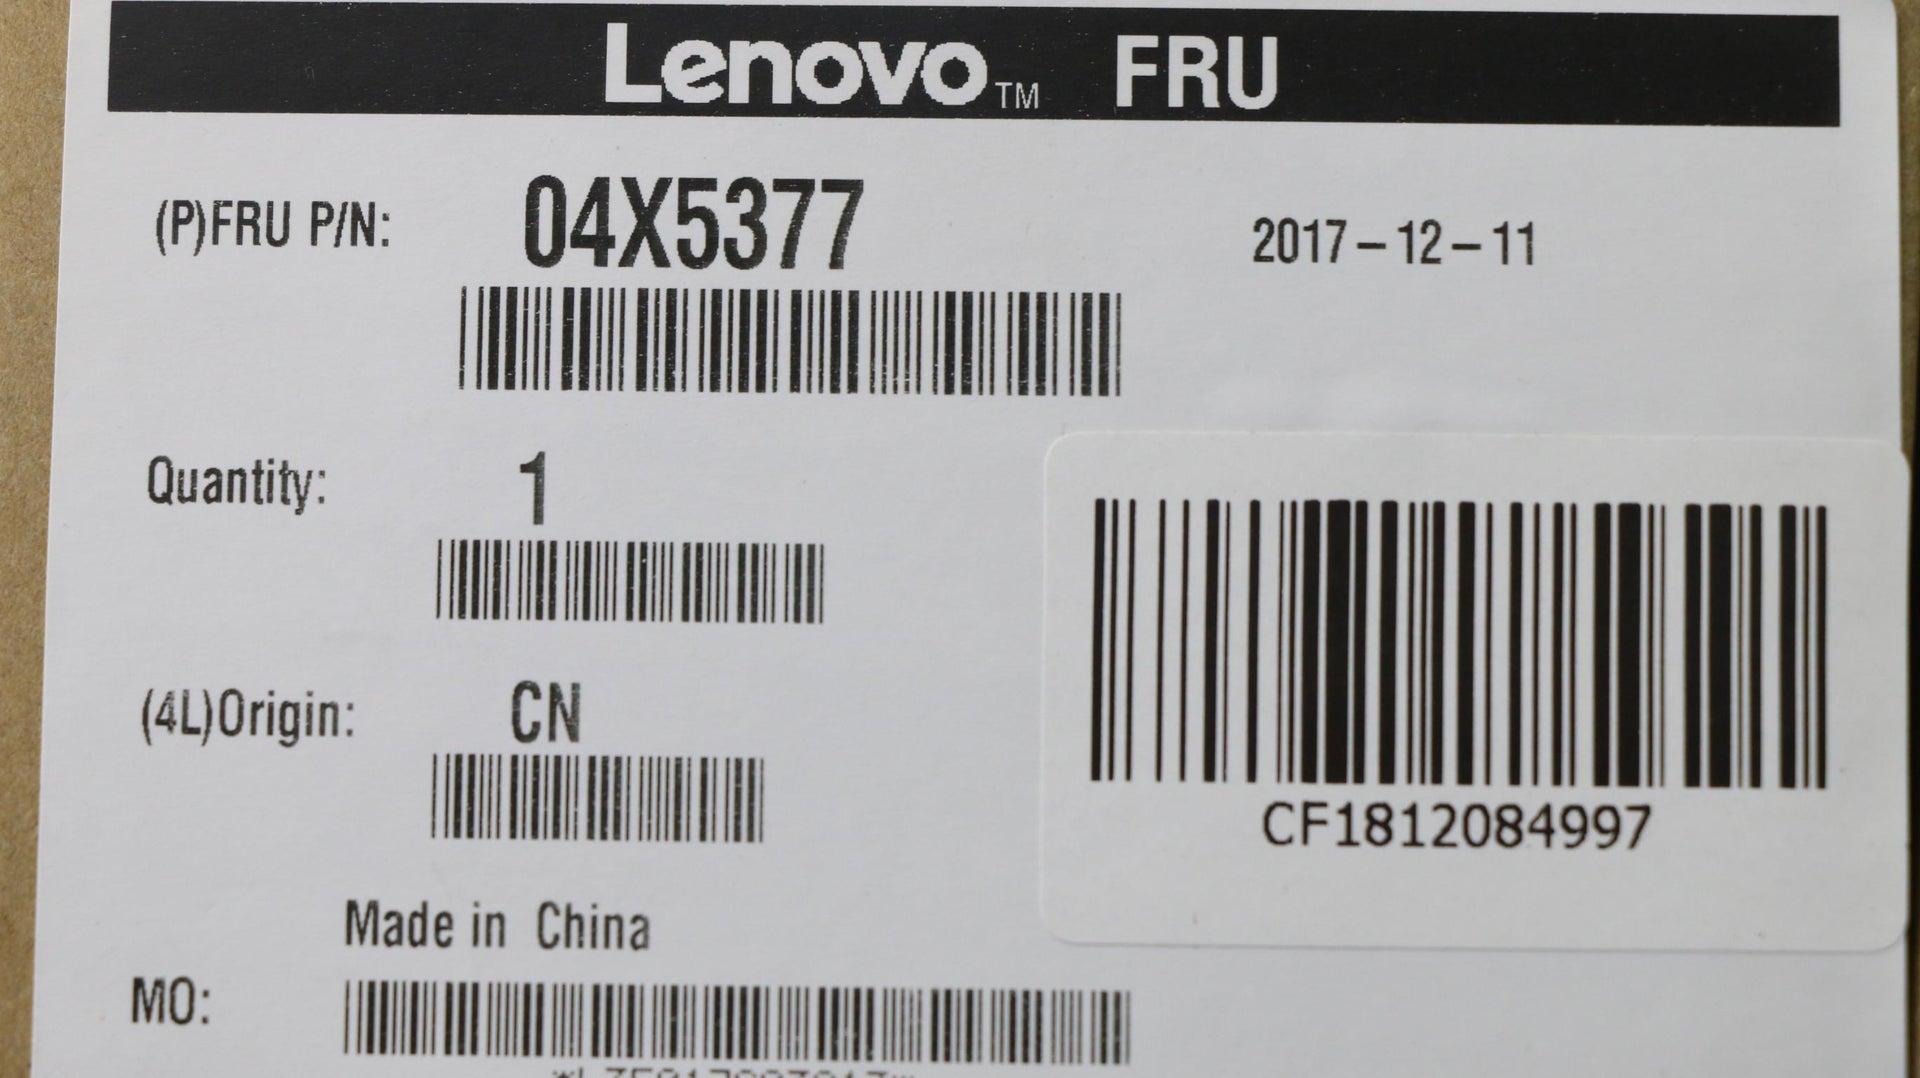 Lenovo™ FRU
(P)FRU P/N: 04X5377 2017-12-11
Quantity: 1
(4L)Origin: CN
CF1812084997
Made in China
MO: